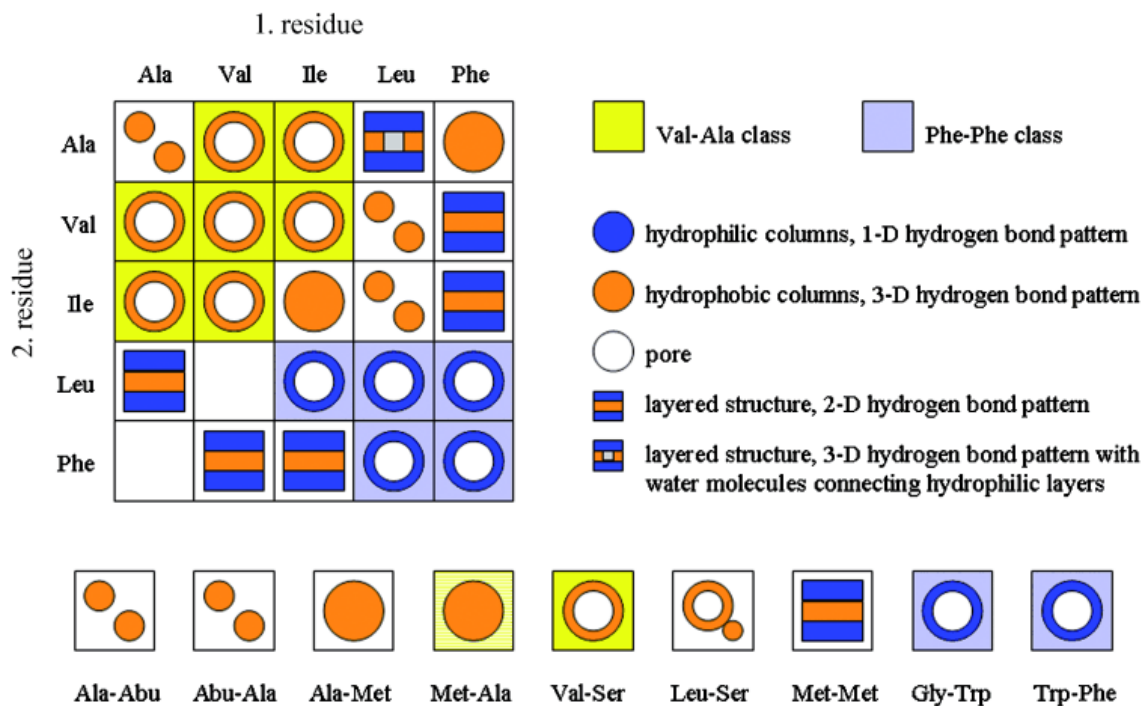 1. residue
Ala Val Ile Leu Phe
2. residue
Ala
Val
Ile
Leu
Phe
Val-Ala class
Phe-Phe class
hydrophilic columns, 1-D hydrogen bond pattern
hydrophobic columns, 3-D hydrogen bond pattern
pore
layered structure, 2-D hydrogen bond pattern
layered structure, 3-D hydrogen bond pattern with
water molecules connecting hydrophilic layers
Ala-Abu Abu-Ala Ala-Met Met-Ala Val-Ser Leu-Ser Met-Met Gly-Trp Trp-Phe